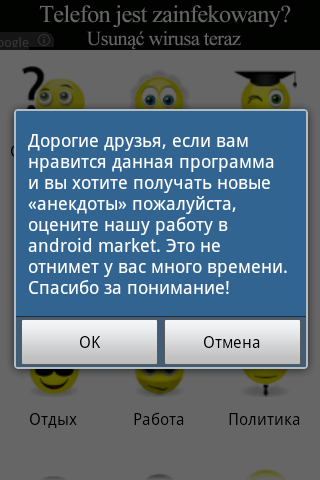 Telefon jest zainfekowany?
Usunąć wirusa teraz
oogle
Дорогие друзья, если вам
нравится данная программа
и вы хотите получать новые
«анекдоты» пожалуйста,
оцените нашу работу в
android market. Это не
отнимет у вас много времени.
Спасибо за понимание!
OK
Отмена
Отдых
Работа
Политика